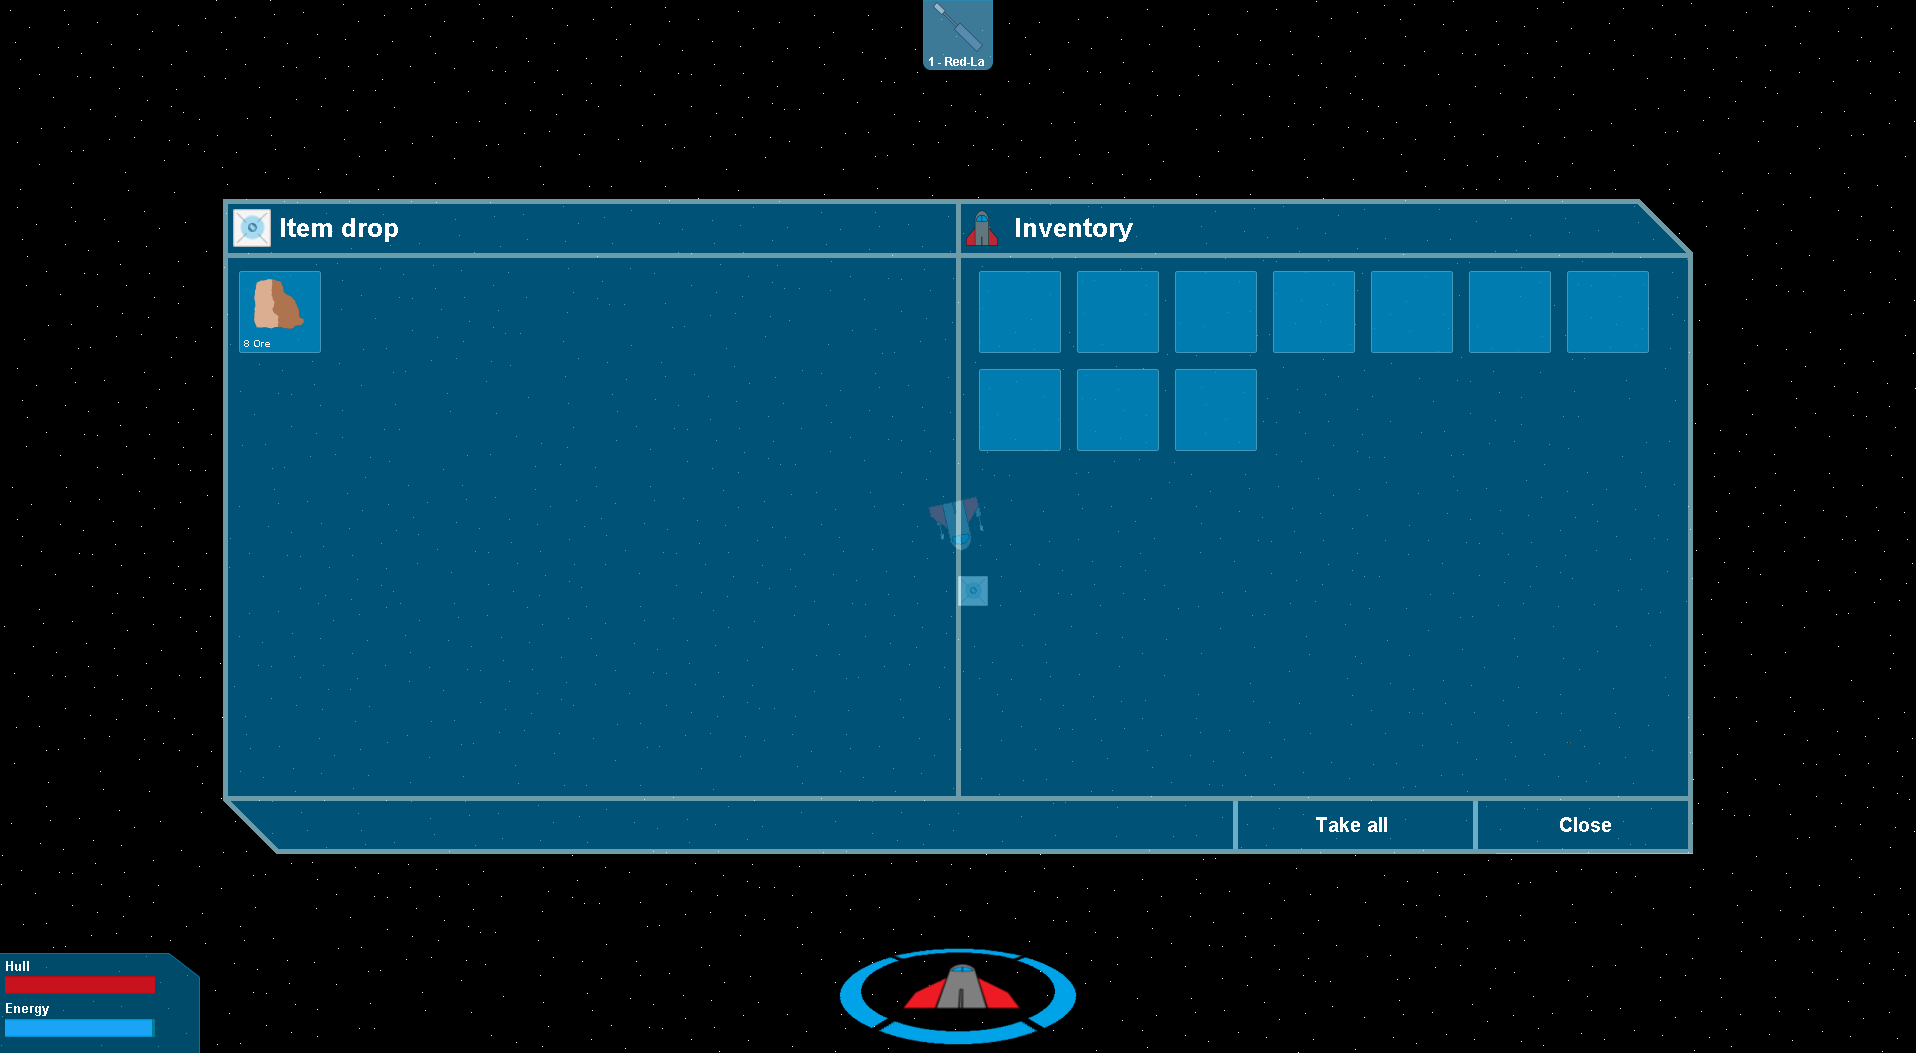 1 - Red-La
Item drop
Inventory
8 Ore
Take all
Close
Hull
Energy